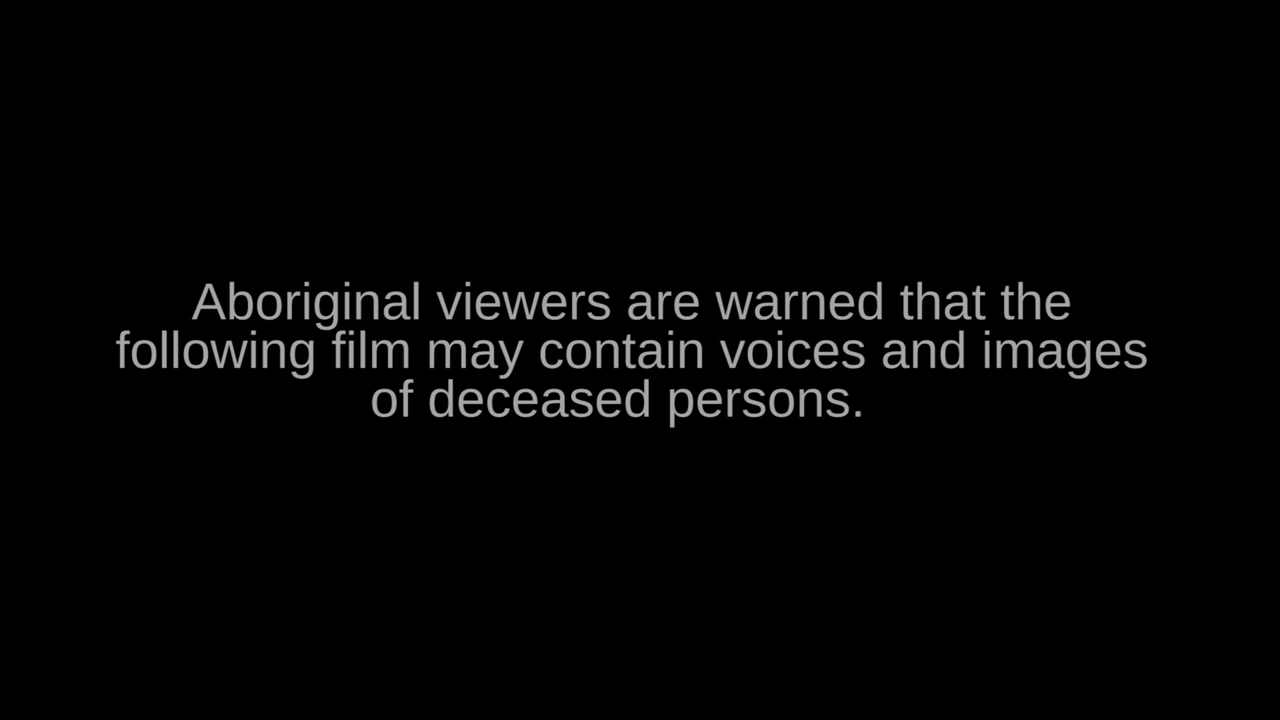 Aboriginal viewers are warned that the
following film may contain voices and images
of deceased persons.